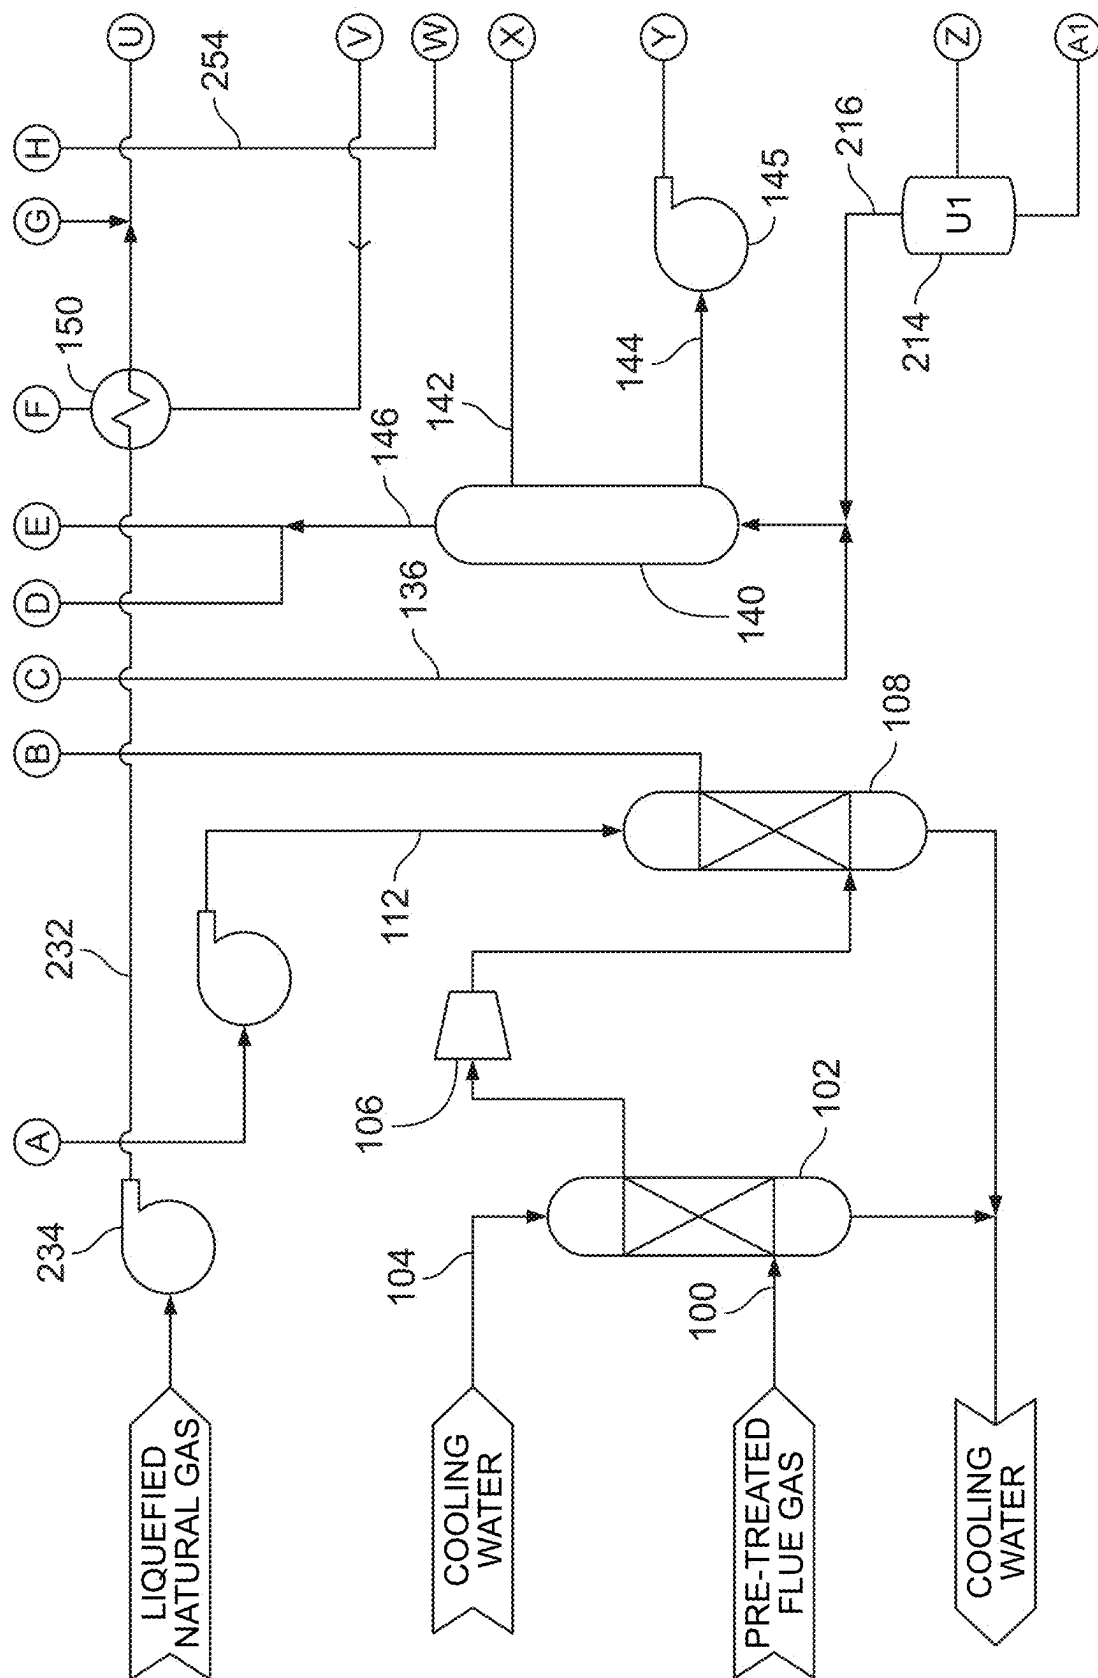 A
B
C
D
E
F
G
H
234
232
150
U
LIQUEFIED
NATURAL GAS
254
V
106
104
112
146
136
W
142
COOLING
WATER
X
144
Y
100
140
145
PRE-TREATED
FLUE GAS
102
216
108
214
U1
Z
COOLING
WATER
A1